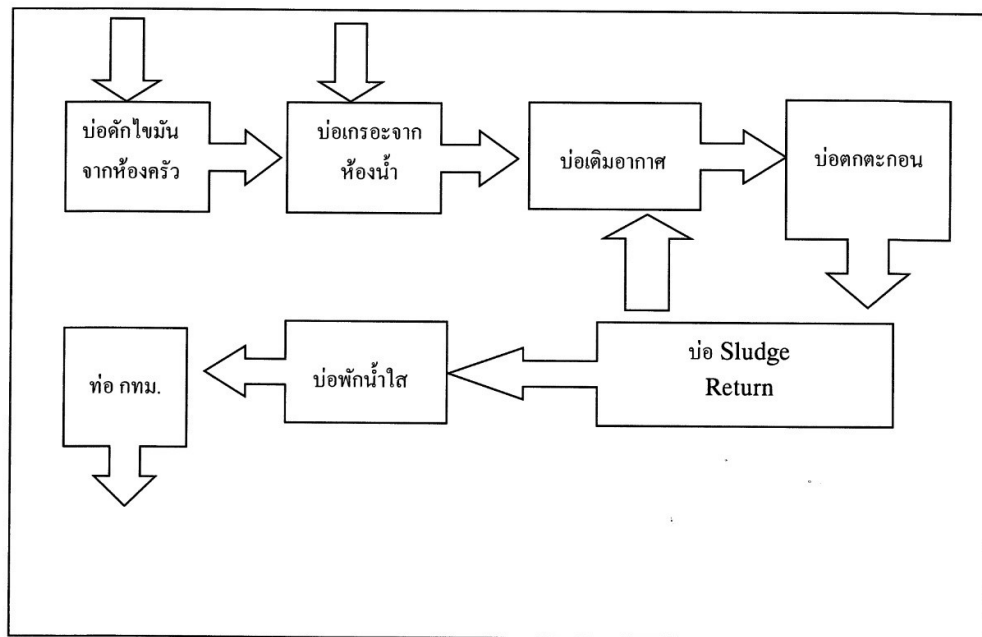 บ่อดักไขมัน
จากห้องครัว
บ่อเกรอะจาก
ห้องน้ำ
บ่อเติมอากาศ
บ่อตกตะกอน
ท่อ กทม.
บ่อพักน้ำใส
บ่อ Sludge
Return